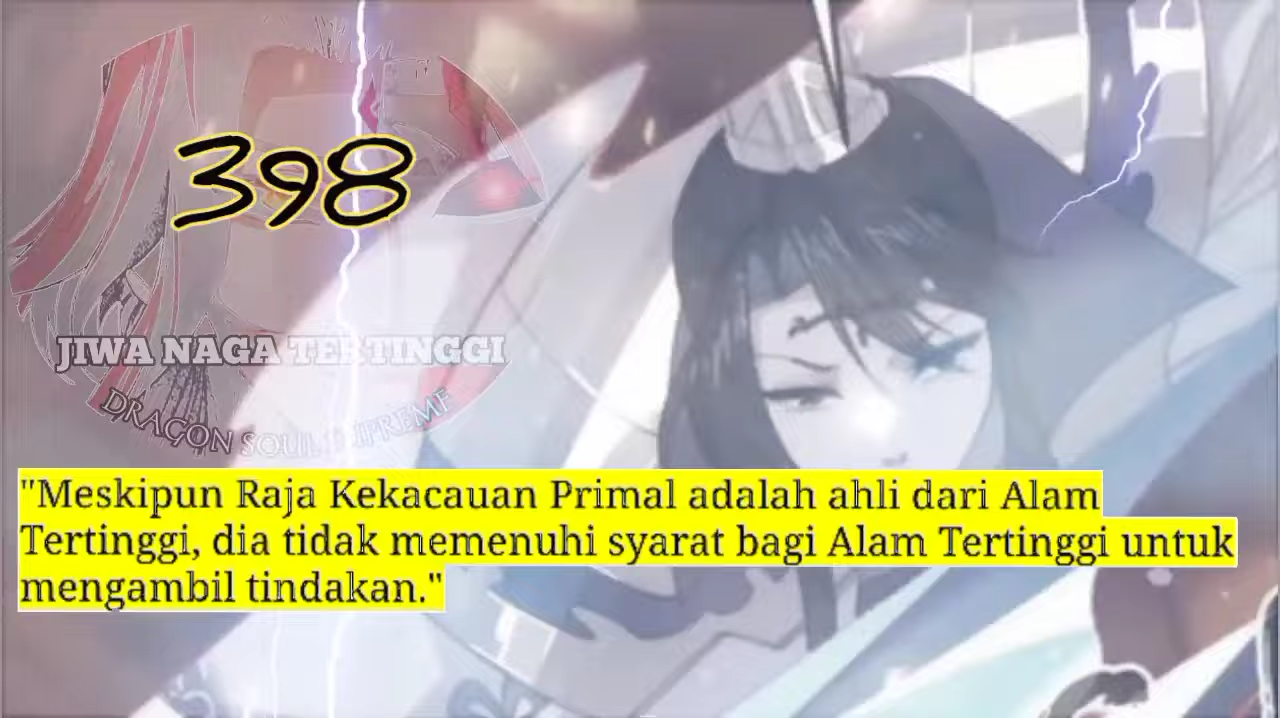 398
JIWA NAGA TERTINGGI
DRAGON SOUL SUPREME
"Meskipun Raja Kekacauan Primal adalah ahli dari Alam
Tertinggi, dia tidak memenuhi syarat bagi Alam Tertinggi untuk
mengambil tindakan."